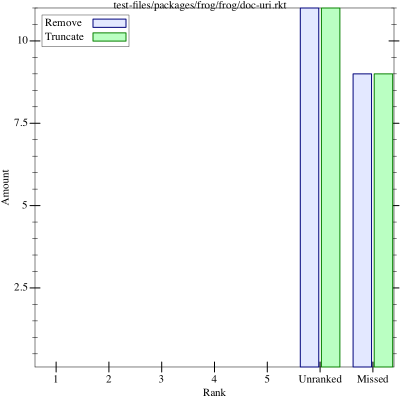 test-files/packages/frog/frog/doc-uri.rkt
Remove
Truncate
10
7.5
5
2.5
Amount
1 2 3 4 5 Unranked Missed
Rank